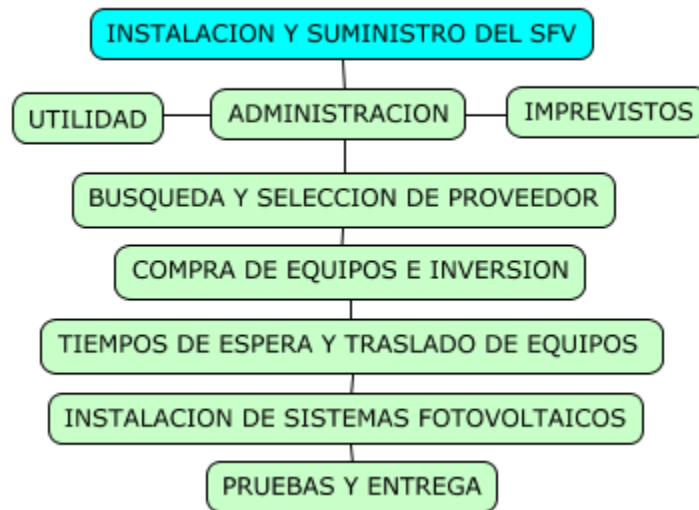 INSTALACION Y SUMINISTRO DEL SFV
UTILIDAD
ADMINISTRACION
IMPREVISTOS
BUSQUEDA Y SELECCION DE PROVEEDOR
COMPRA DE EQUIPOS E INVERSION
TIEMPOS DE ESPERA Y TRASLADO DE EQUIPOS
INSTALACION DE SISTEMAS FOTOVOLTAICOS
PRUEBAS Y ENTREGA